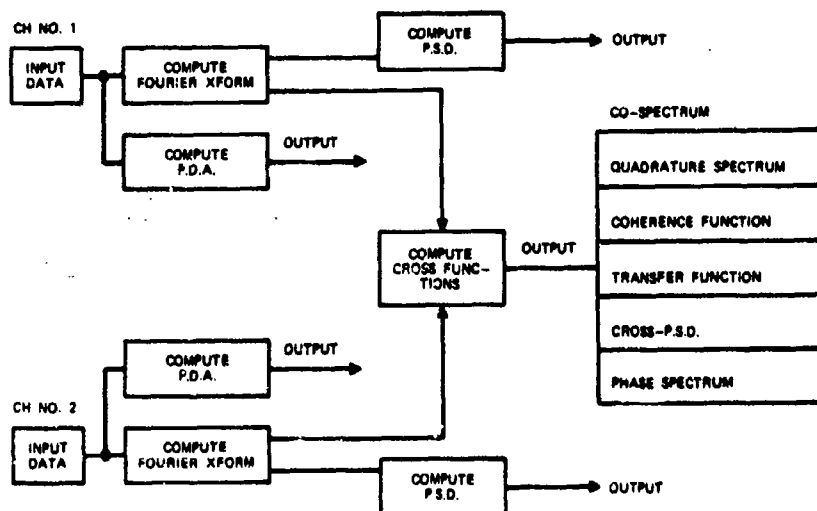 CH NO. 1
INPUT
DATA
COMPUTE
FOURIER XFORM
COMPUTE
P.S.D.
OUTPUT
COMPUTE
P.D.A.
OUTPUT
COMPUTE
CROSS FUNC-
TIONS
OUTPUT
CO-SPECTRUM
QUADRATURE SPECTRUM
COHERENCE FUNCTION
TRANSFER FUNCTION
CROSS-P.S.D.
PHASE SPECTRUM
COMPUTE
P.D.A.
OUTPUT
CH NO. 2
INPUT
DATA
COMPUTE
FOURIER XFORM
COMPUTE
P.S.D.
OUTPUT